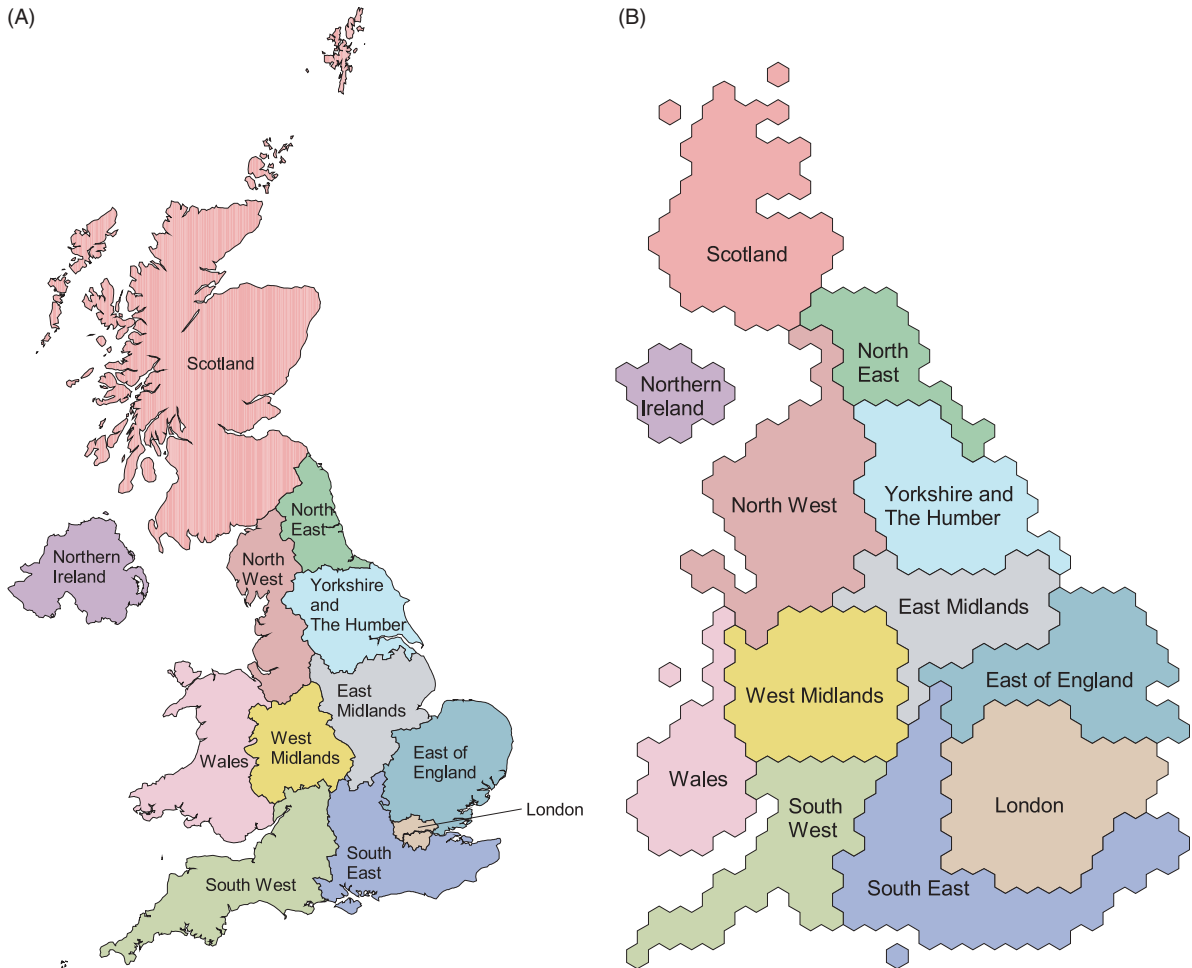 (A)
Scotland
North
East
Northern
Ireland
North
West
Yorkshire
and
The Humber
East
Midlands
West
Midlands
Wales
East of
England
London
South
East
South West
(B)
Scotland
North
East
Northern
Ireland
North West
Yorkshire and
The Humber
East Midlands
West Midlands
East of England
Wales
South
West
London
South East